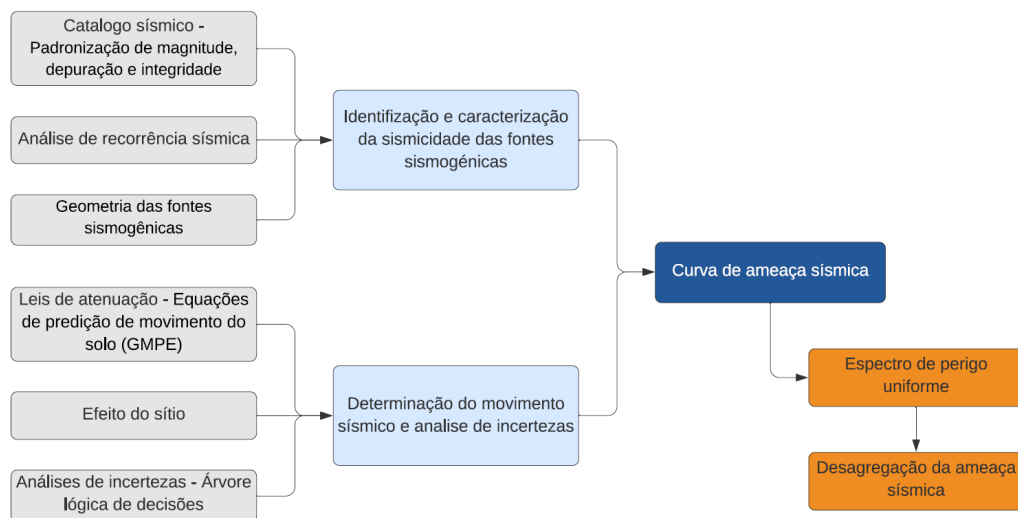 Catalogo sísmico -
Padronização de magnitude,
depuração e integridade
Análise de recorrência sísmica
Geometria das fontes
sismogênicas
Identifização e caracterização
da sismicidade das fontes
sismogénicas
Leis de atenuação - Equações
de predição de movimento do
solo (GMPE)
Efeito do sítio
Análises de incertezas - Árvore
lógica de decisões
Determinação do movimento
sísmico e analise de incertezas
Curva de ameaça sísmica
Espectro de perigo
uniforme
Desagregação da ameaça
sísmica